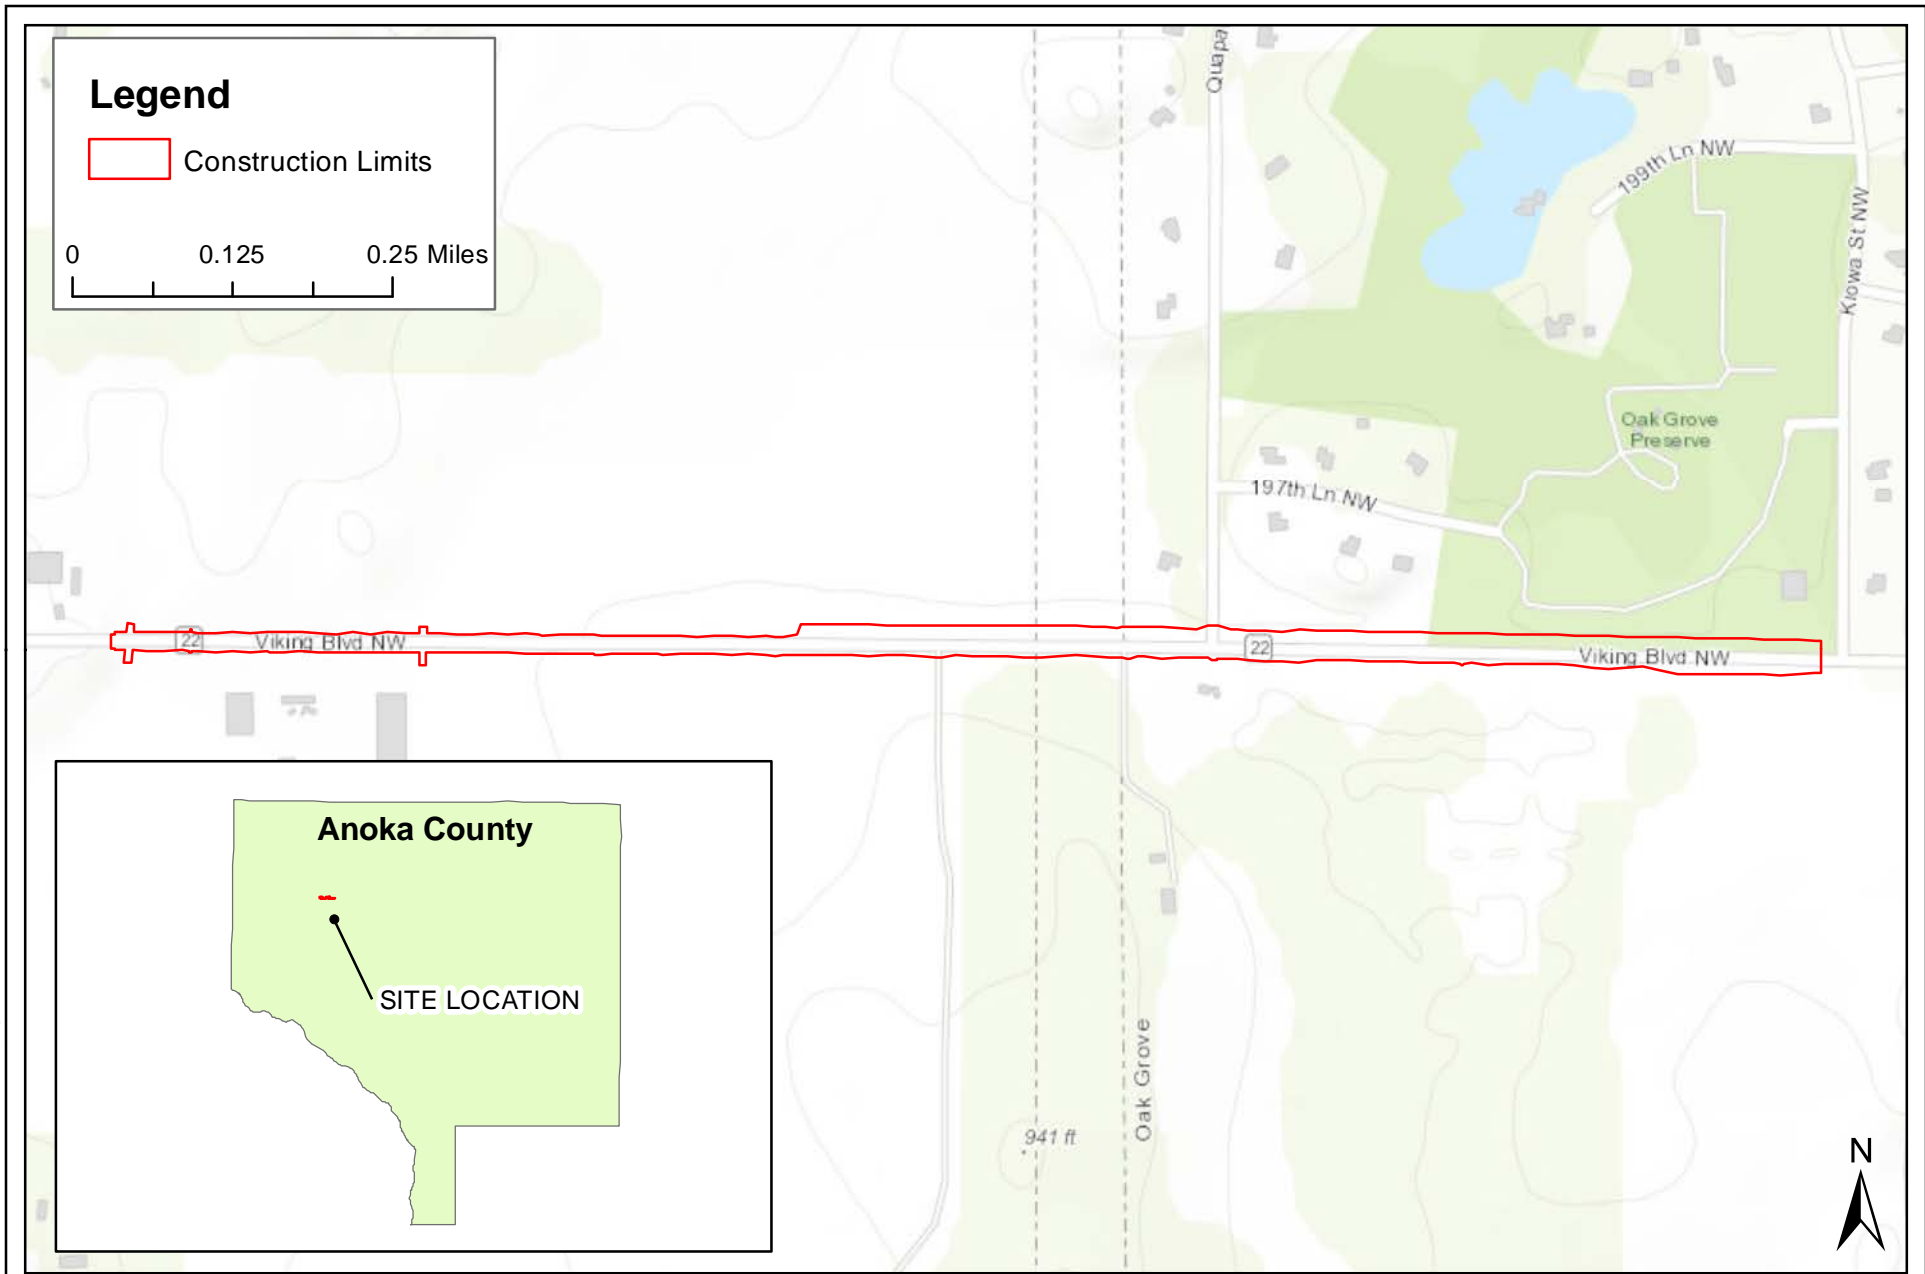 Legend
Construction Limits
0 0.125 0.25 Miles
Quapa
199th Ln NW
Kiowa St NW
Oak Grove
Preserve
197th Ln NW
22
Viking Blvd NW
22
Viking Blvd NW
Anoka County
SITE LOCATION
Oak Grove
941 ft
N